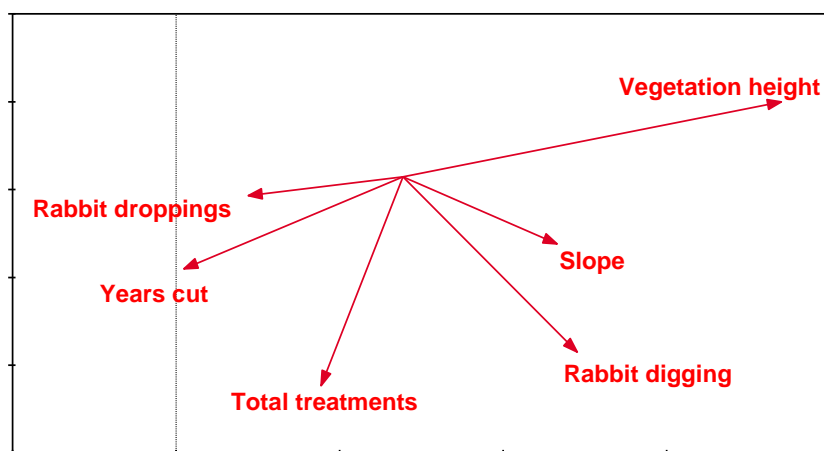 Vegetation height
Rabbit droppings
Slope
Years cut
Rabbit digging
Total treatments